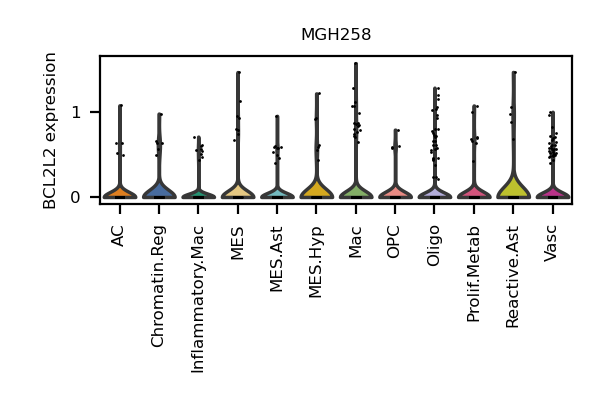 MGH258
BCL2L2 expression
1
0
AC
Chromatin.Reg
Inflammatory.Mac
MES
MES.Ast
MES.Hyp
Mac
OPC
Oligo
Prolif.Metab
Reactive.Ast
Vasc